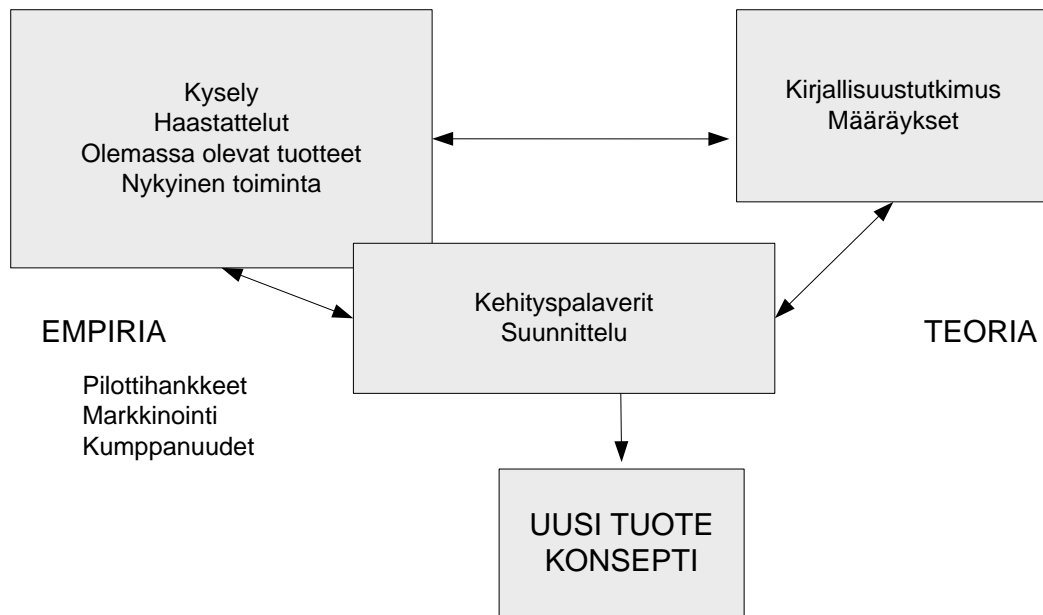 Kysely
Haastattelut
Olemassa olevat tuotteet
Nykyinen toiminta
Kirjallisuustutkimus
Määräykset
Kehityspalaverit
Suunnittelu
EMPIRIA
TEORIA
Pilottihankkeet
Markkinointi
Kumppanuudet
UUSI TUOTE
KONSEPTI